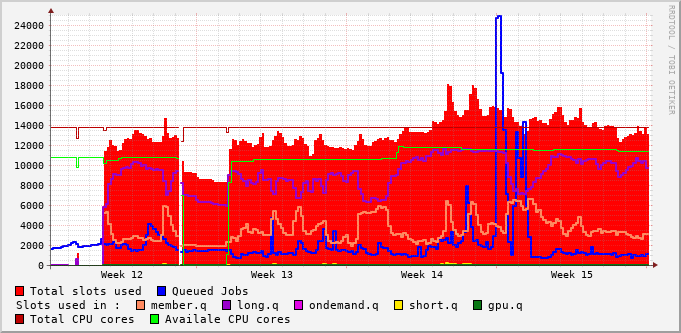 24000
22000
20000
18000
16000
14000
12000
10000
8000
6000
4000
2000
0
Week 12 Week 13 Week 14 Week 15
Total slots used Queued Jobs
Slots used in : member.q long.q ondemand.q short.q gpu.q
Total CPU cores Availale CPU cores
RRDTOOL / TOBI OETIKER